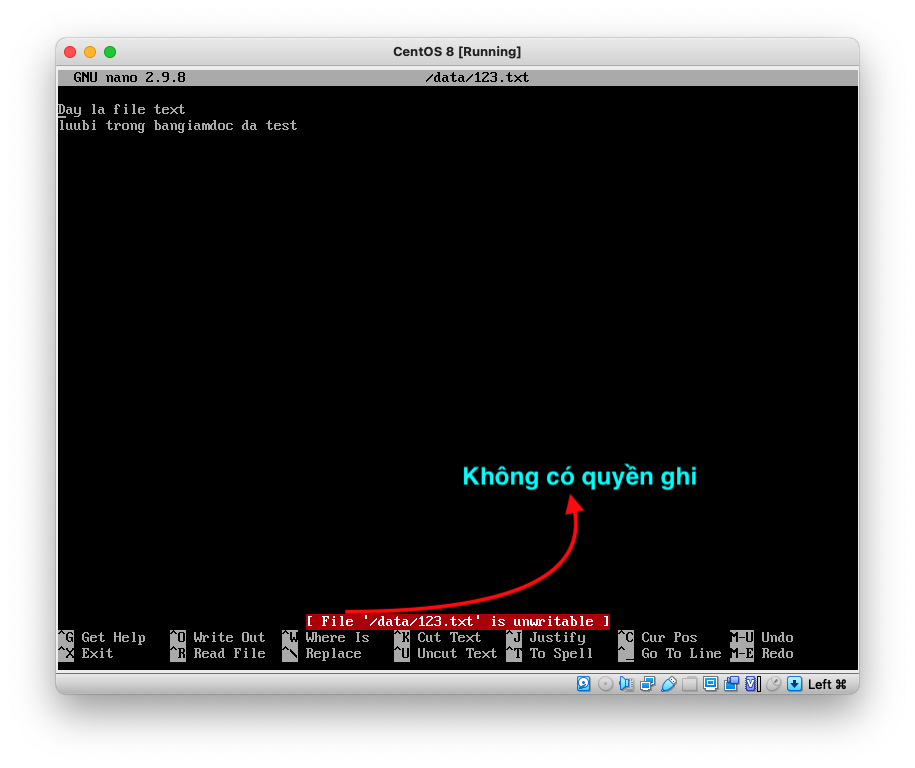 CentOS 8 [Running]
GNU nano 2.9.8 /data/123.txt
Day la file text
luubi trong bangiamdoc da test
Không có quyền ghi
[ File '/data/123.txt' is unwritable ]
^G Get Help ^O Write Out ^W Where Is ^K Cut Text ^J Justify ^C Cur Pos M-U Undo
^X Exit ^R Read File ^\ Replace ^U Uncut Text ^T To Spell ^_ Go To Line M-E Redo
Left ⌘